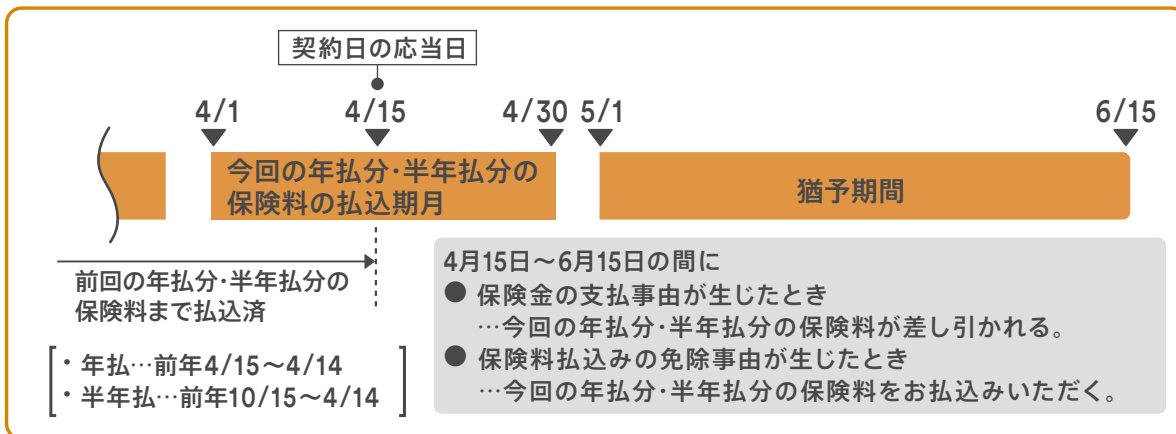 契約日の応当日
4/1
4/15
4/30
5/1
6/15
今回の年払分・半年払分の
保険料の払込期月
猶予期間
前回の年払分・半年払分の
保険料まで払込済
・年払…前年4/15～4/14
・半年払…前年10/15～4/14
4月15日～6月15日の間に
● 保険金の支払事由が生じたとき
…今回の年払分・半年払分の保険料が差し引かれる。
● 保険料払込みの免除事由が生じたとき
…今回の年払分・半年払分の保険料をお払込みいただく。